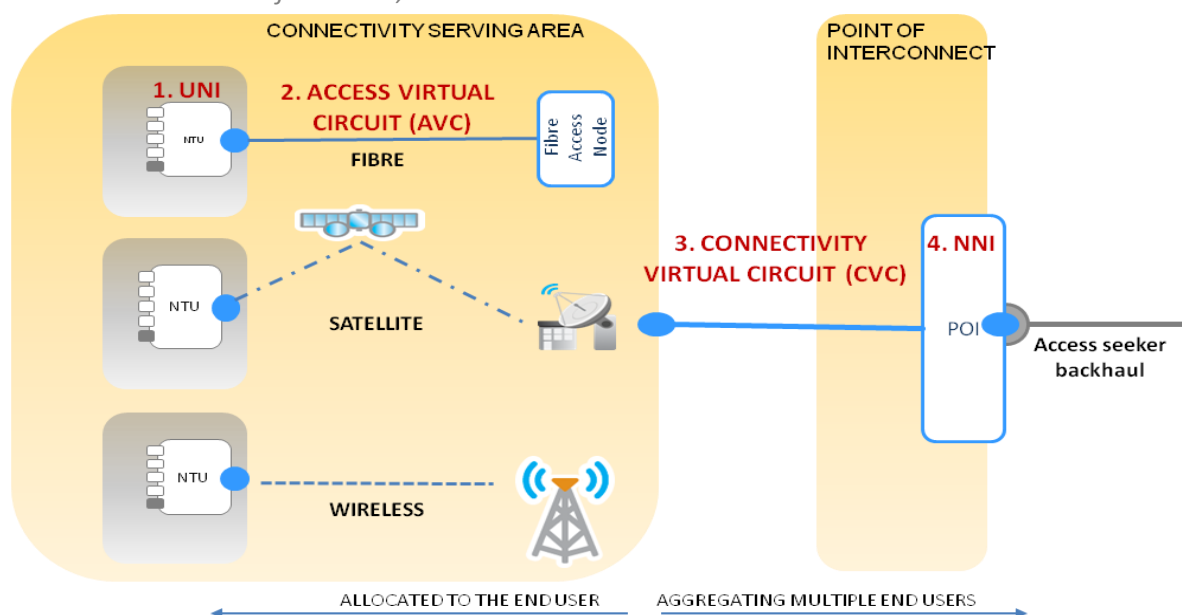 CONNECTIVITY SERVING AREA
POINT OF
INTERCONNECT
1. UNI
2. ACCESS VIRTUAL
CIRCUIT (AVC)
NTU
FIBRE
Fibre
Access
Node
3. CONNECTIVITY
VIRTUAL CIRCUIT (CVC)
4. NNI
NTU
SATELLITE
POI
Access seeker
backhaul
NTU
WIRELESS
ALLOCATED TO THE END USER
AGGREGATING MULTIPLE END USERS